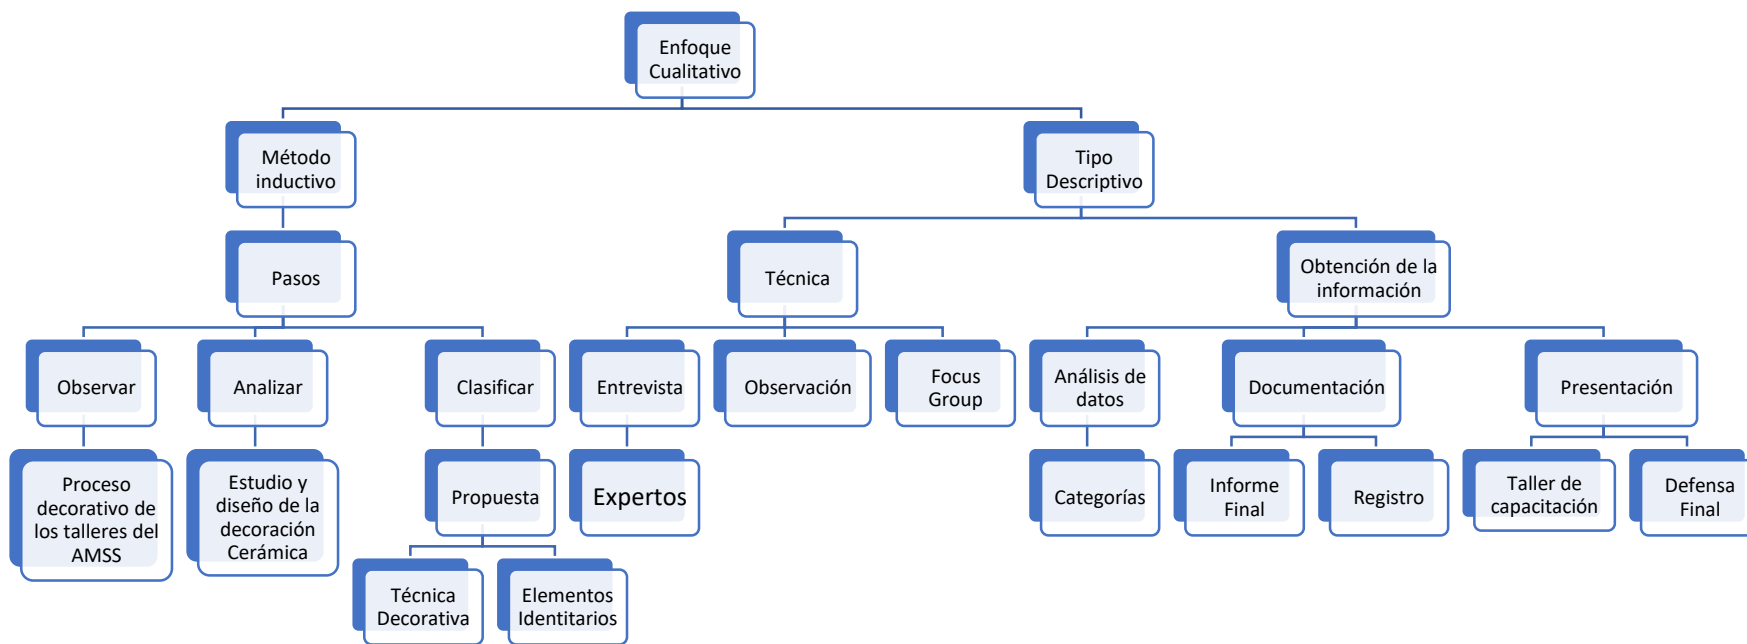 Enfoque
Cualitativo
Método
inductivo
Tipo
Descriptivo
Pasos
Técnica
Obtención de la
información
Observar
Analizar
Clasificar
Entrevista
Observación
Focus
Group
Análisis de
datos
Documentación
Presentación
Proceso
decorativo de
los talleres del
AMSS
Estudio y
diseño de la
decoración
Cerámica
Propuesta
Expertos
Categorías
Informe
Final
Registro
Taller de
capacitación
Defensa
Final
Técnica
Decorativa
Elementos
Identitarios